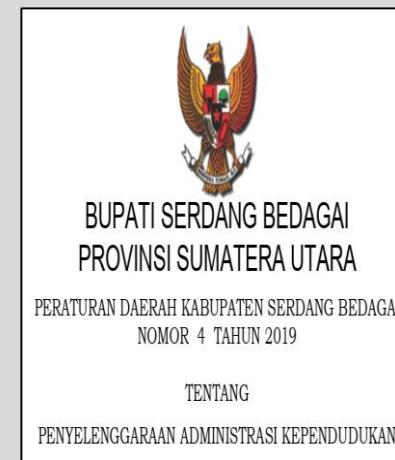 BUPATI SERDANG BEDAGAI
PROVINSI SUMATERA UTARA
PERATURAN DAERAH KABUPATEN SERDANG BEDAGA
NOMOR 4 TAHUN 2019
TENTANG
PENYELENGGARAAN ADMINISTRASI KEPENDUDUKAN